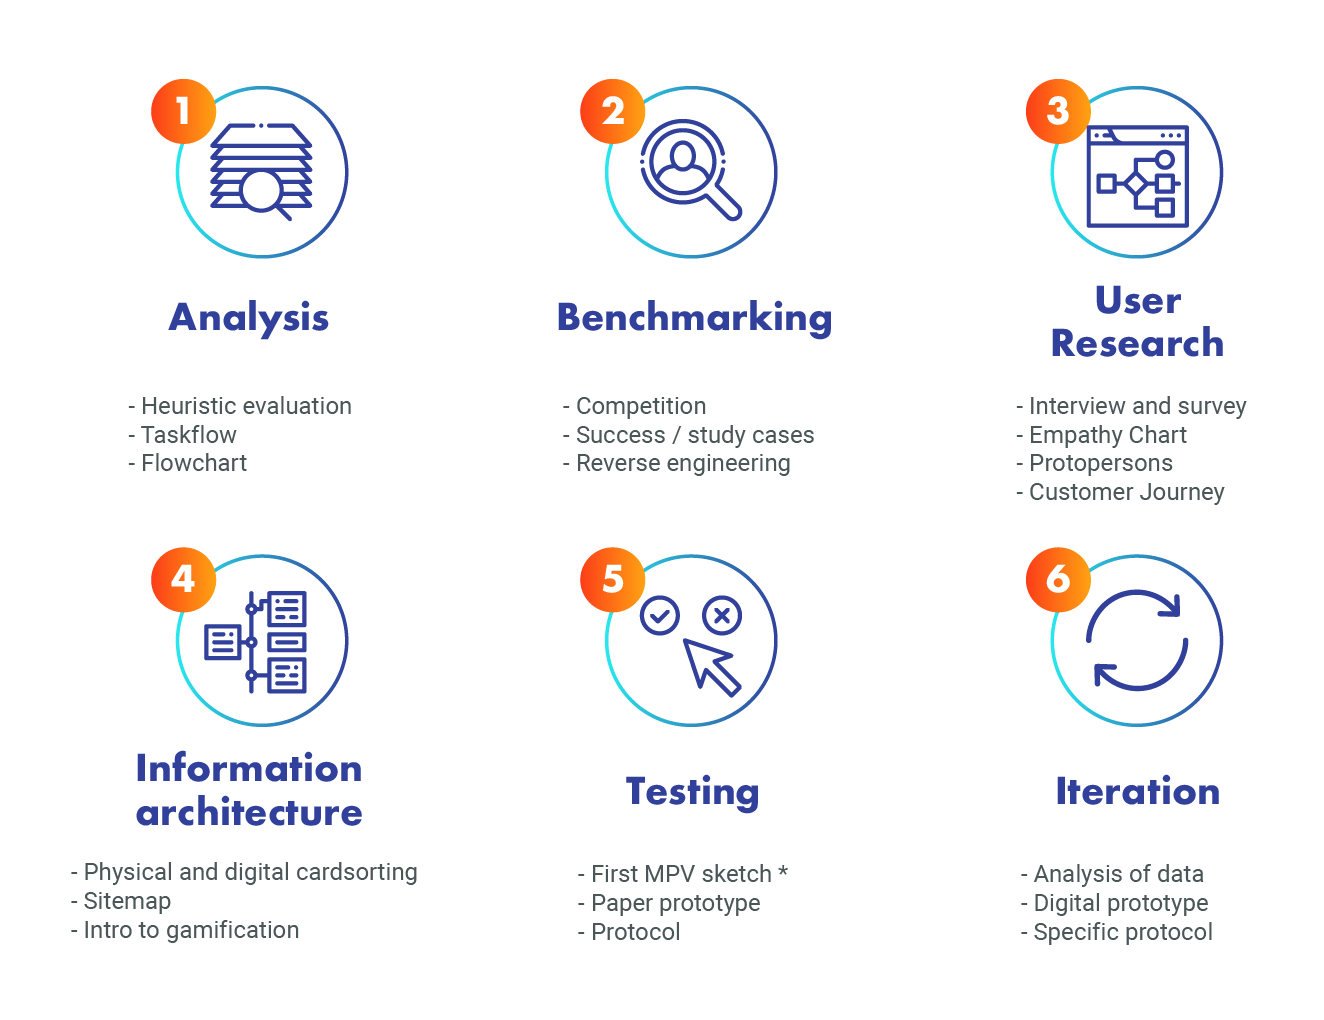 1
Analysis
- Heuristic evaluation
- Taskflow
- Flowchart
2
Benchmarking
- Competition
- Success / study cases
- Reverse engineering
3
User
Research
- Interview and survey
- Empathy Chart
- Protopersons
- Customer Journey
4
Information
architecture
- Physical and digital cardsorting
- Sitemap
- Intro to gamification
5
Testing
- First MPV sketch *
- Paper prototype
- Protocol
6
Iteration
- Analysis of data
- Digital prototype
- Specific protocol